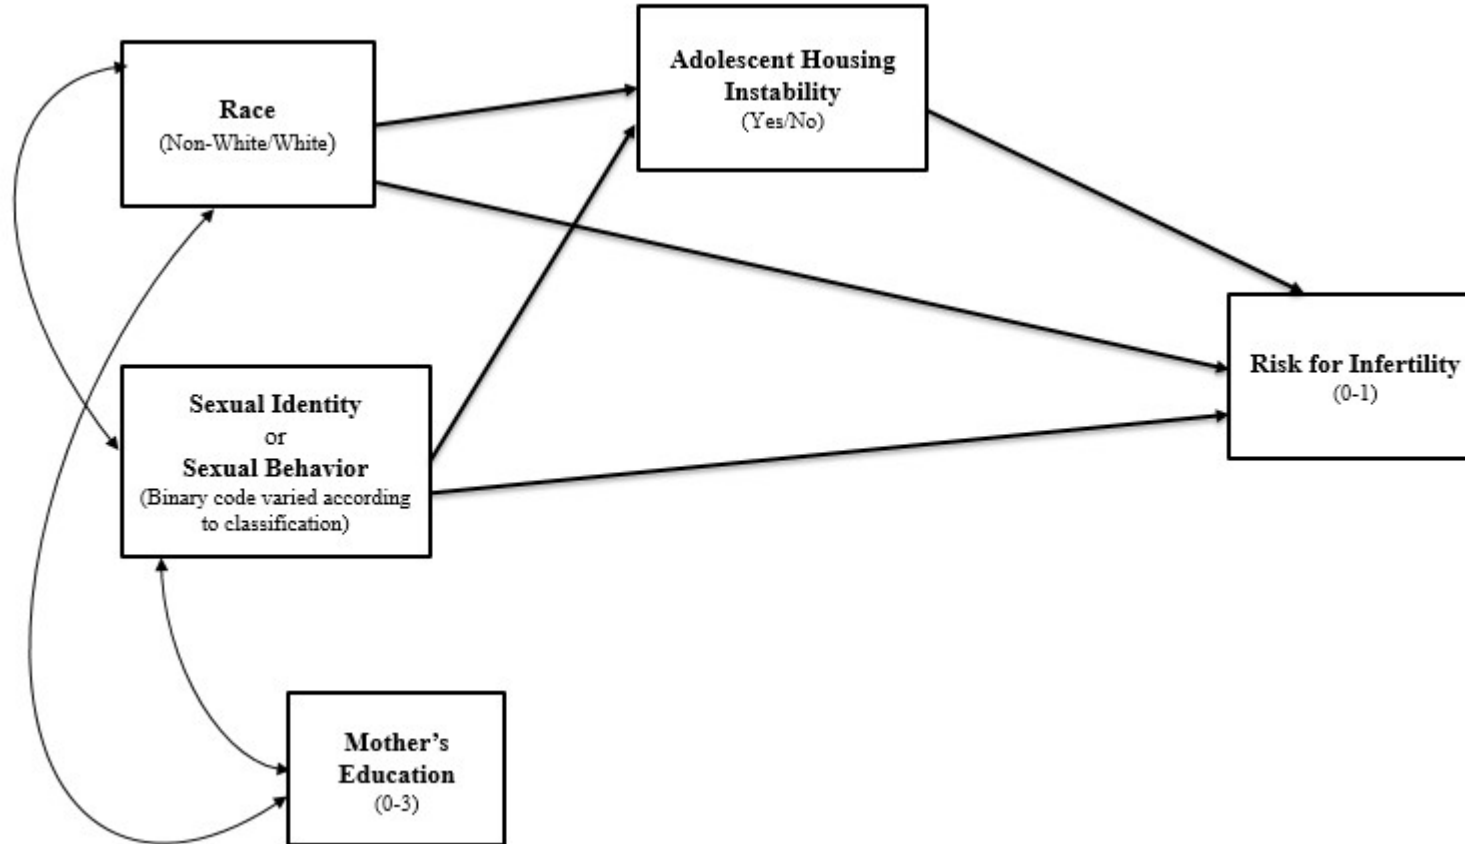 Adolescent Housing
Instability
(Yes/No)
Race
(Non-White/White)
Risk for Infertility
(0-1)
Sexual Identity
or
Sexual Behavior
(Binary code varied according
to classification)
Mother’s
Education
(0-3)